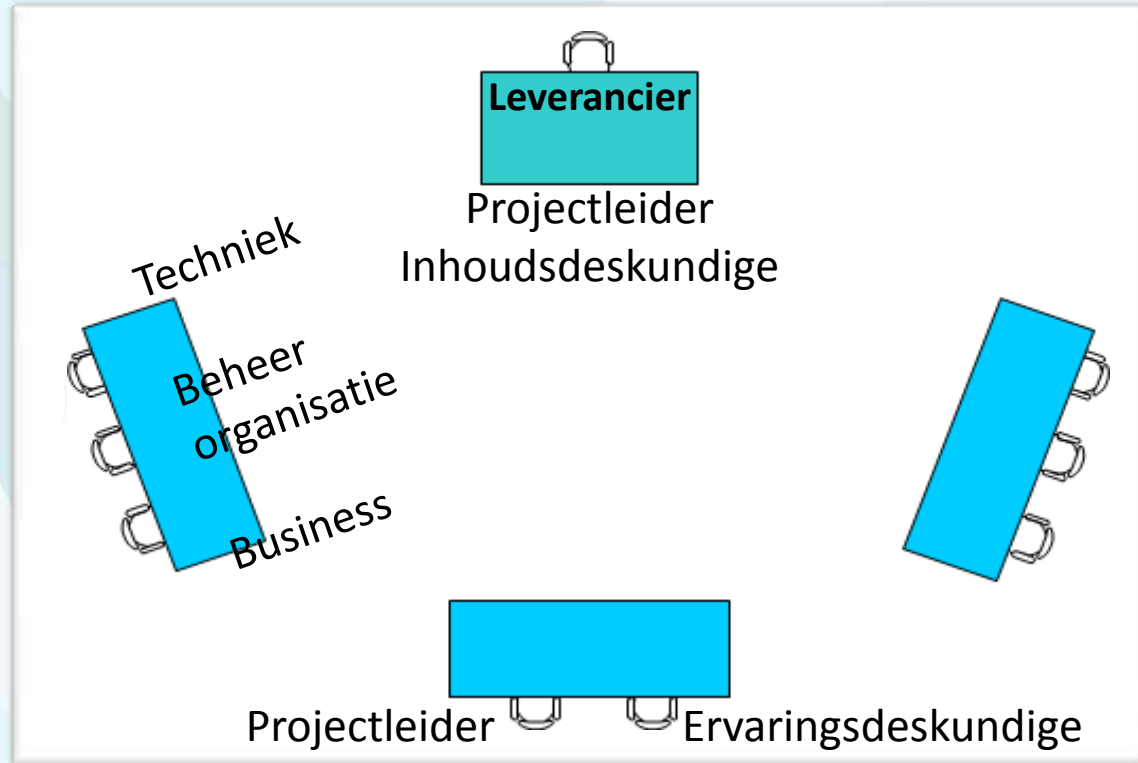 Leverancier
Projectleider
Inhoudsdeskundige
Techniek
Beheer
organisatie
Business
Projectleider
Ervaringsdeskundige